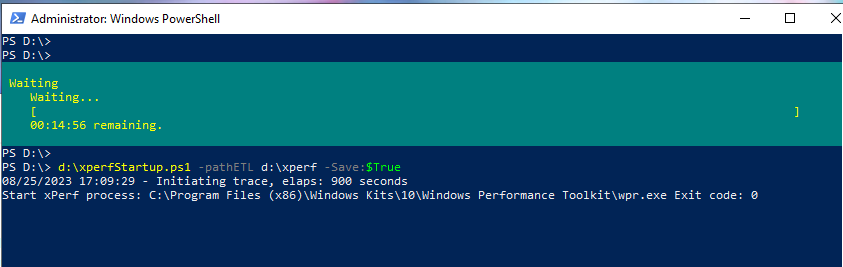 Administrator: Windows PowerShell
PS D:\>
PS D:\>
Waiting
Waiting...
[                                                                                                             ]
00:14:56 remaining.
PS D:\>
PS D:\> d:\xperfStartup.ps1 -pathETL d:\xperf -Save:$True
08/25/2023 17:09:29 - Initiating trace, elaps: 900 seconds
Start xPerf process: C:\Program Files (x86)\Windows Kits\10\Windows Performance Toolkit\wpr.exe Exit code: 0